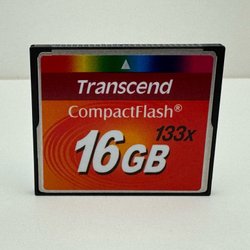 Transcend
CompactFlash®
133x
16GB